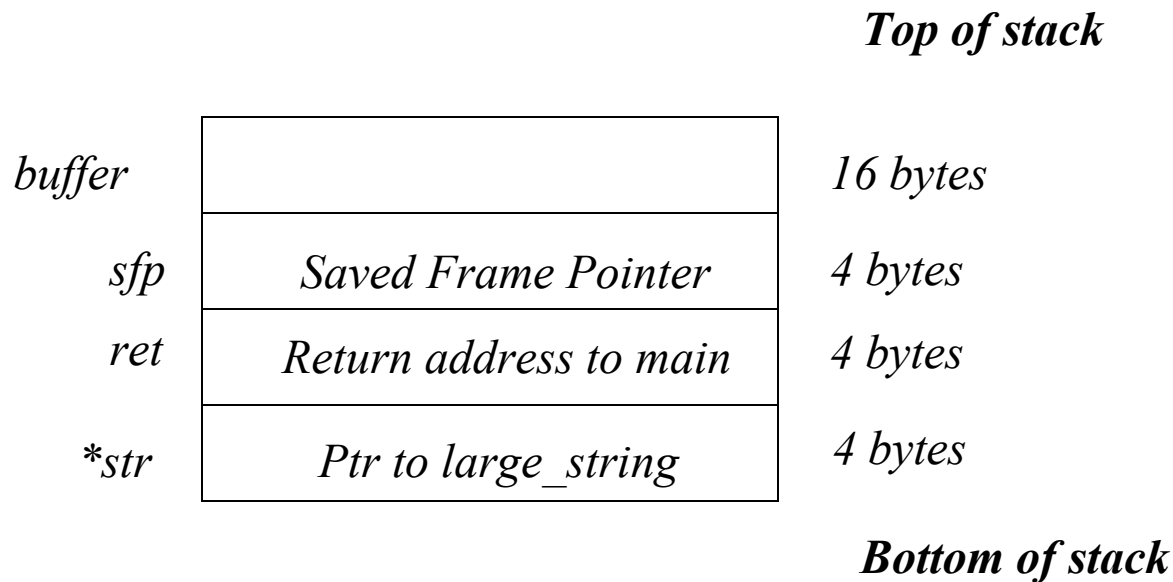 Top of stack
buffer 16 bytes
sfp Saved Frame Pointer 4 bytes
ret Return address to main 4 bytes
*str Ptr to large_string 4 bytes
Bottom of stack